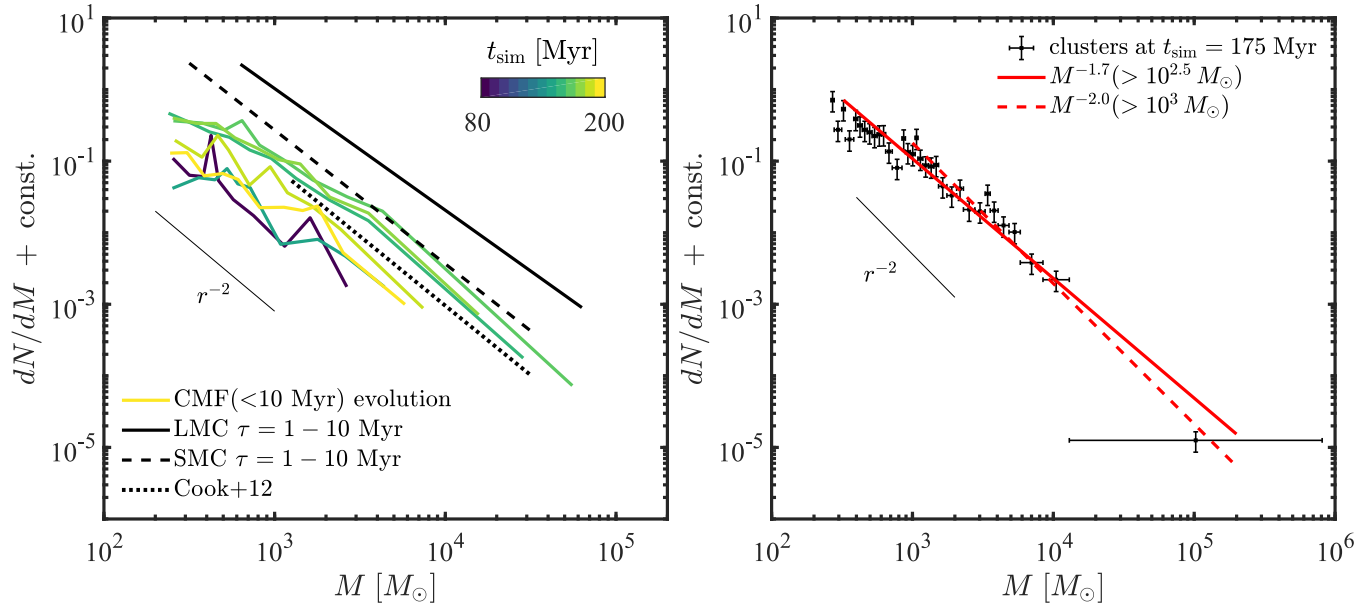 10^1
10^-1
10^-3
10^-5
dN/dM + const.
t_sim [Myr]
80 200
r^-2
CMF(<10 Myr) evolution
LMC τ = 1 − 10 Myr
SMC τ = 1 − 10 Myr
Cook+12
10^2 10^3 10^4 10^5
M [M_⊙]
10^1
10^-1
10^-3
10^-5
dN/dM + const.
clusters at t_sim = 175 Myr
M^-1.7(> 10^2.5 M_⊙)
M^-2.0(> 10^3 M_⊙)
r^-2
10^2 10^3 10^4 10^5 10^6
M [M_⊙]